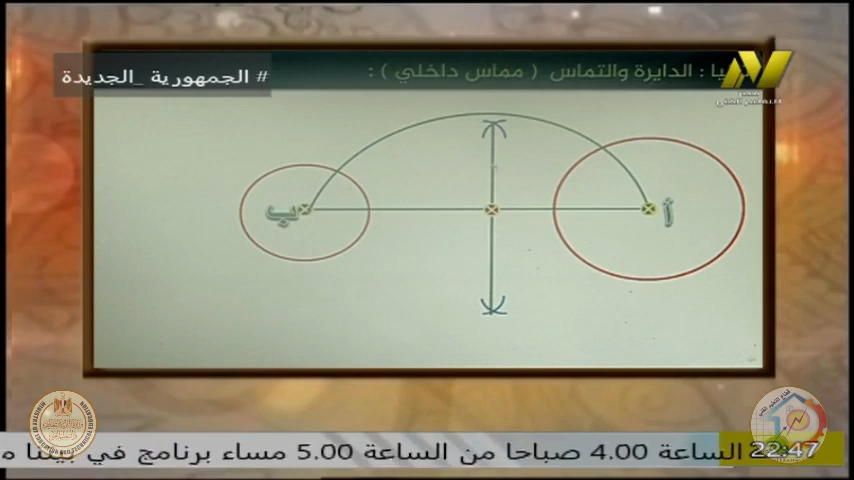 # الجمهورية _الجديدة
: الدايرة والتماس ( مماس داخلي ) :
أ
ب
22:47
الساعة 4.00 صباحا من الساعة 5.00 مساء برنامج في بيتنا